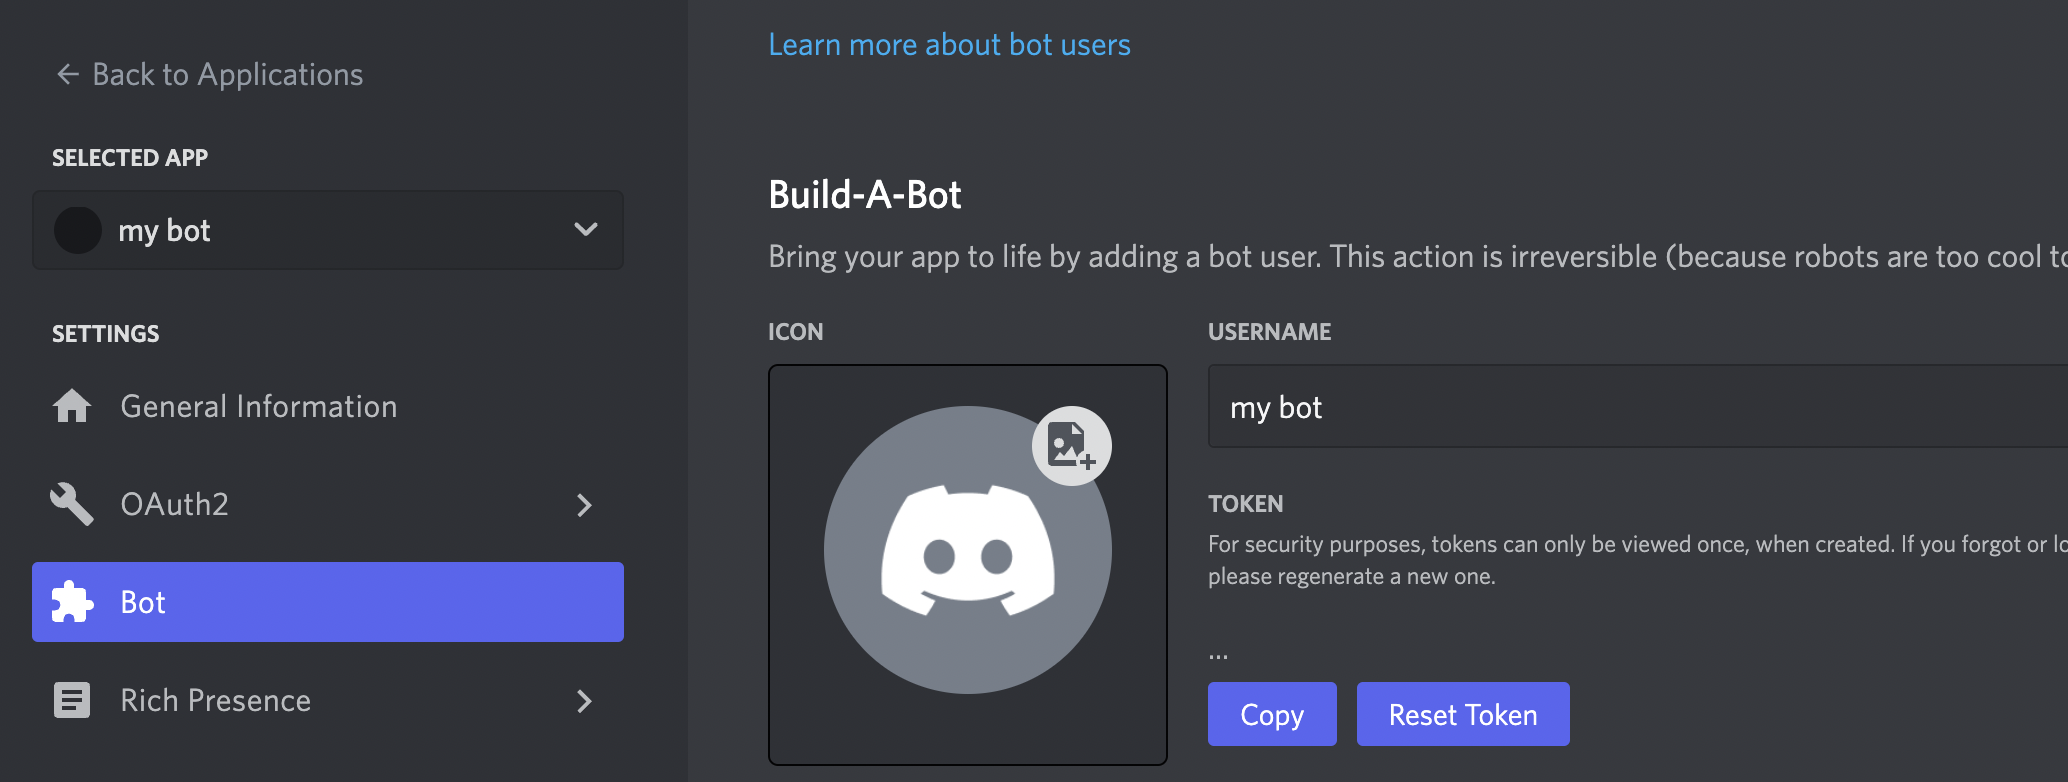 ← Back to Applications
SELECTED APP
my bot
SETTINGS
General Information
OAuth2
Bot
Rich Presence
Learn more about bot users
Build-A-Bot
Bring your app to life by adding a bot user. This action is irreversible (because robots are too cool
ICON
USERNAME
my bot
TOKEN
For security purposes, tokens can only be viewed once, when created. If you forgot or
please regenerate a new one.
...
Copy
Reset Token